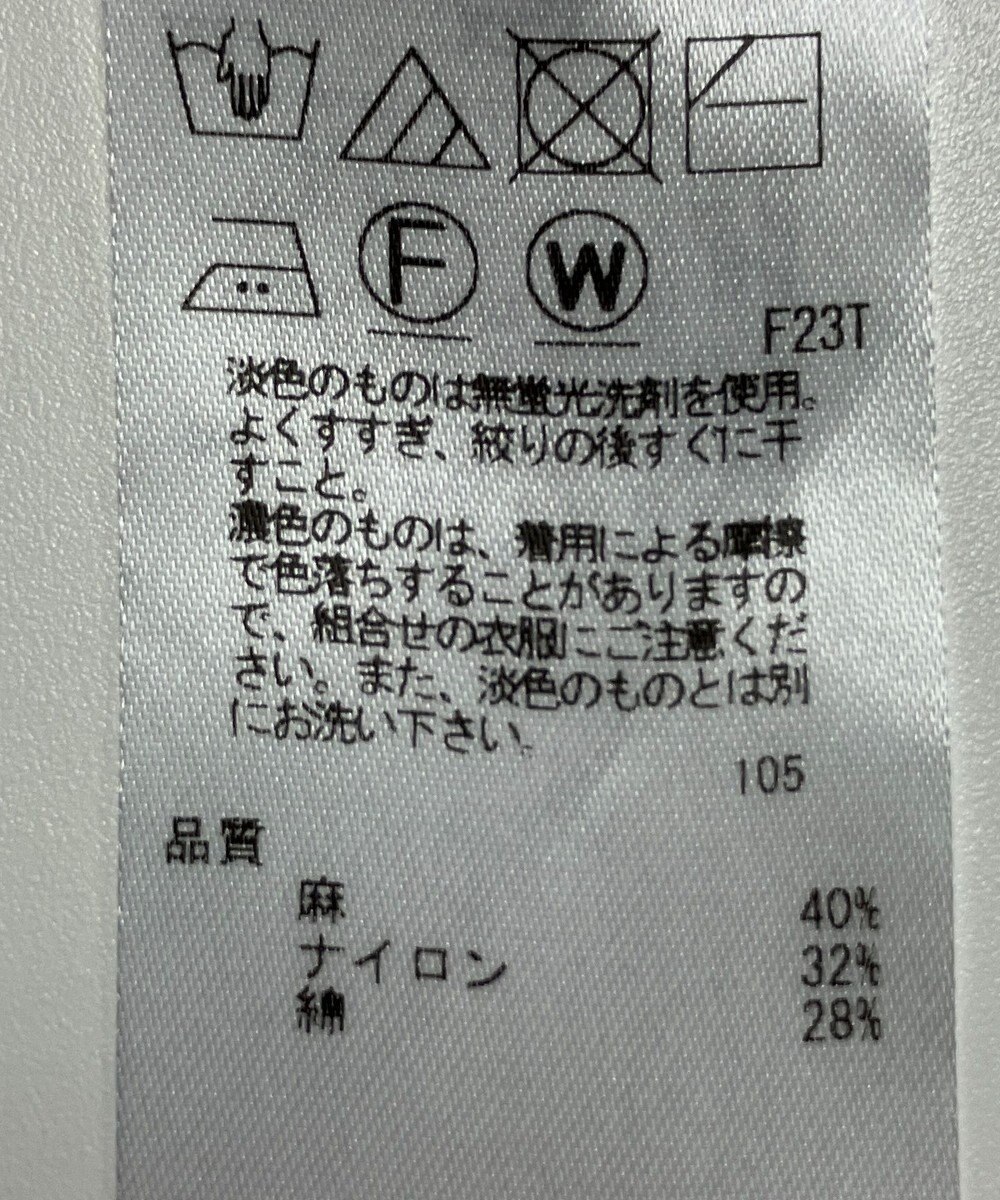 F W
F23T
淡色のものは無蛍光洗剤を使用。
よくすすぎ、絞りの後すぐに干
すこと。
濃色のものは、着用による摩擦
で色落ちすることがありますの
で、組合せの衣服にご注意くだ
さい。また、淡色のものとは別
にお洗い下さい。
105
品質
麻 40%
ナイロン 32%
綿 28%